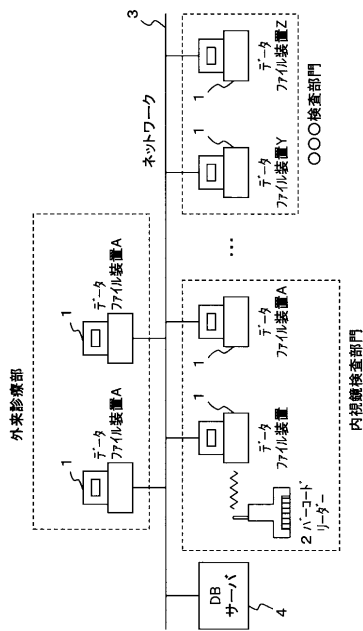 外来診療部
1
データ
ファイル装置A
1
データ
ファイル装置A
ネットワーク
3
DB
サーバ
4
2 バーコード
リーダー
1
データ
ファイル装置
1
データ
ファイル装置A
内視鏡検査部門
...
1
データ
ファイル装置Y
1
データ
ファイル装置Z
〇〇〇検査部門